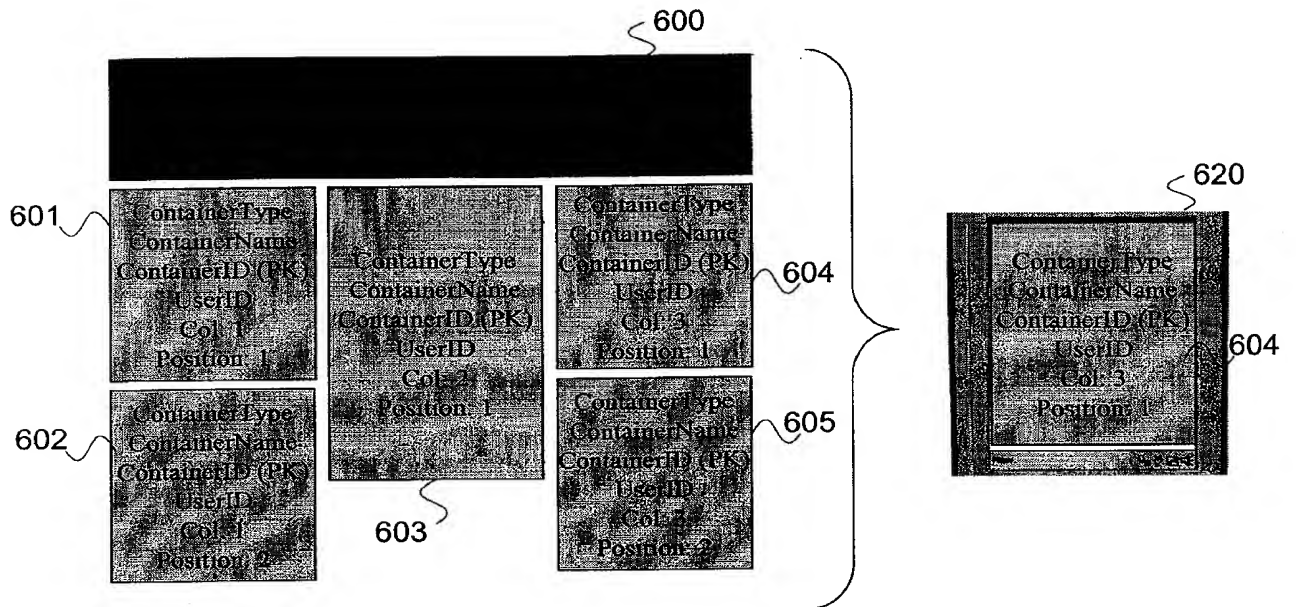 600
601
ContainerType
ContainerName
ContainerID (PK)
UserID
Col: 1
Position: 1
602
ContainerType
ContainerName
ContainerID (PK)
UserID
Col: 1
Position: 2
ContainerType
ContainerName
ContainerID (PK)
UserID
Col: 2
Position: 1
603
ContainerType
ContainerName
ContainerID (PK)
UserID
Col: 3
Position: 1
604
ContainerType
ContainerName
ContainerID (PK)
UserID
Col: 3
Position: 2
605
620
ContainerType
ContainerName
ContainerID (PK)
UserID
Col: 3
Position: 1
604